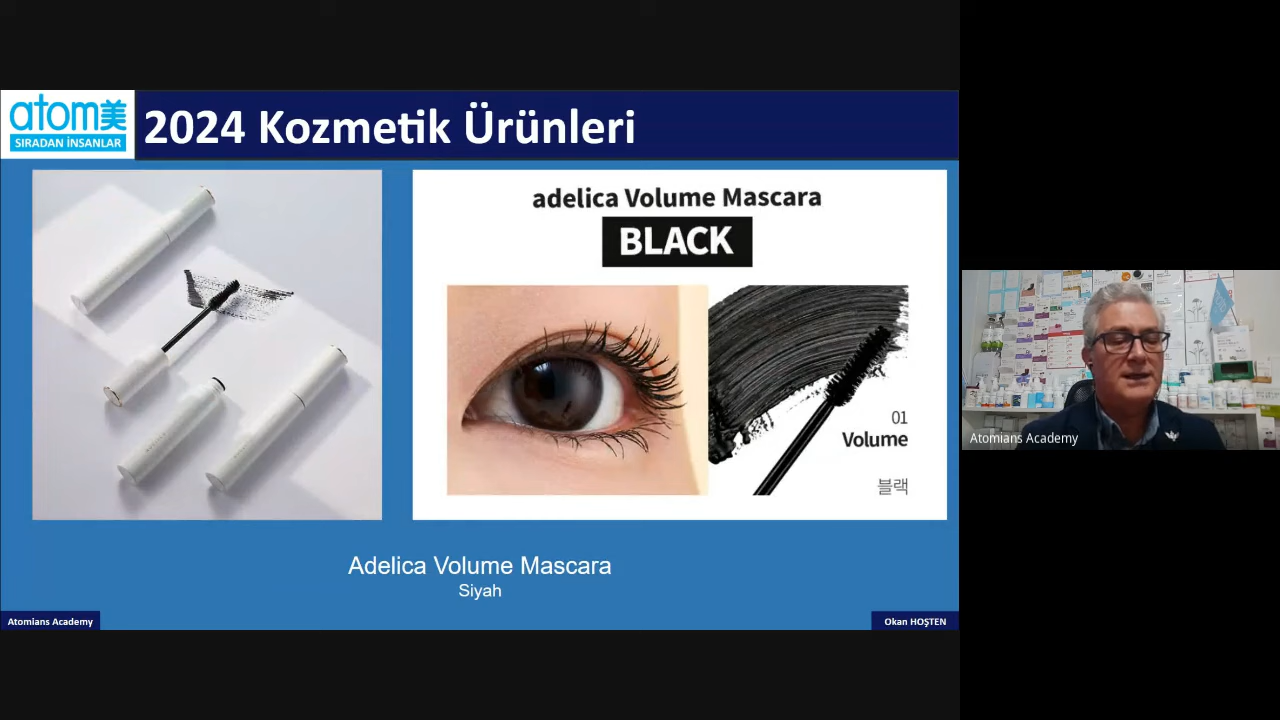 atom美
SIRADAN İNSANLAR
2024 Kozmetik Ürünleri
adelica Volume Mascara
BLACK
01
Volume
블랙
Adelica Volume Mascara
Siyah
Atomians Academy
Okan HOŞTEN
Atomians Academy